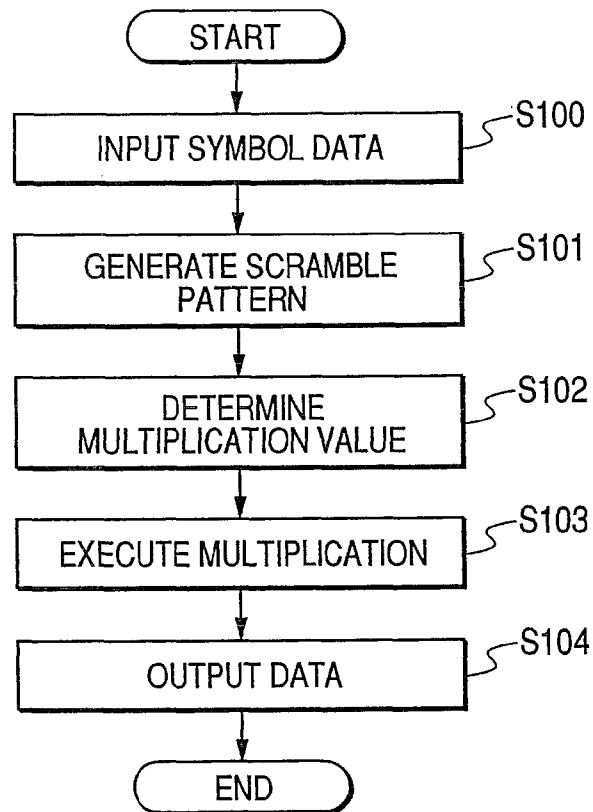 START
S100
INPUT SYMBOL DATA
S101
GENERATE SCRAMBLE
PATTERN
S102
DETERMINE
MULTIPLICATION VALUE
S103
EXECUTE MULTIPLICATION
S104
OUTPUT DATA
END